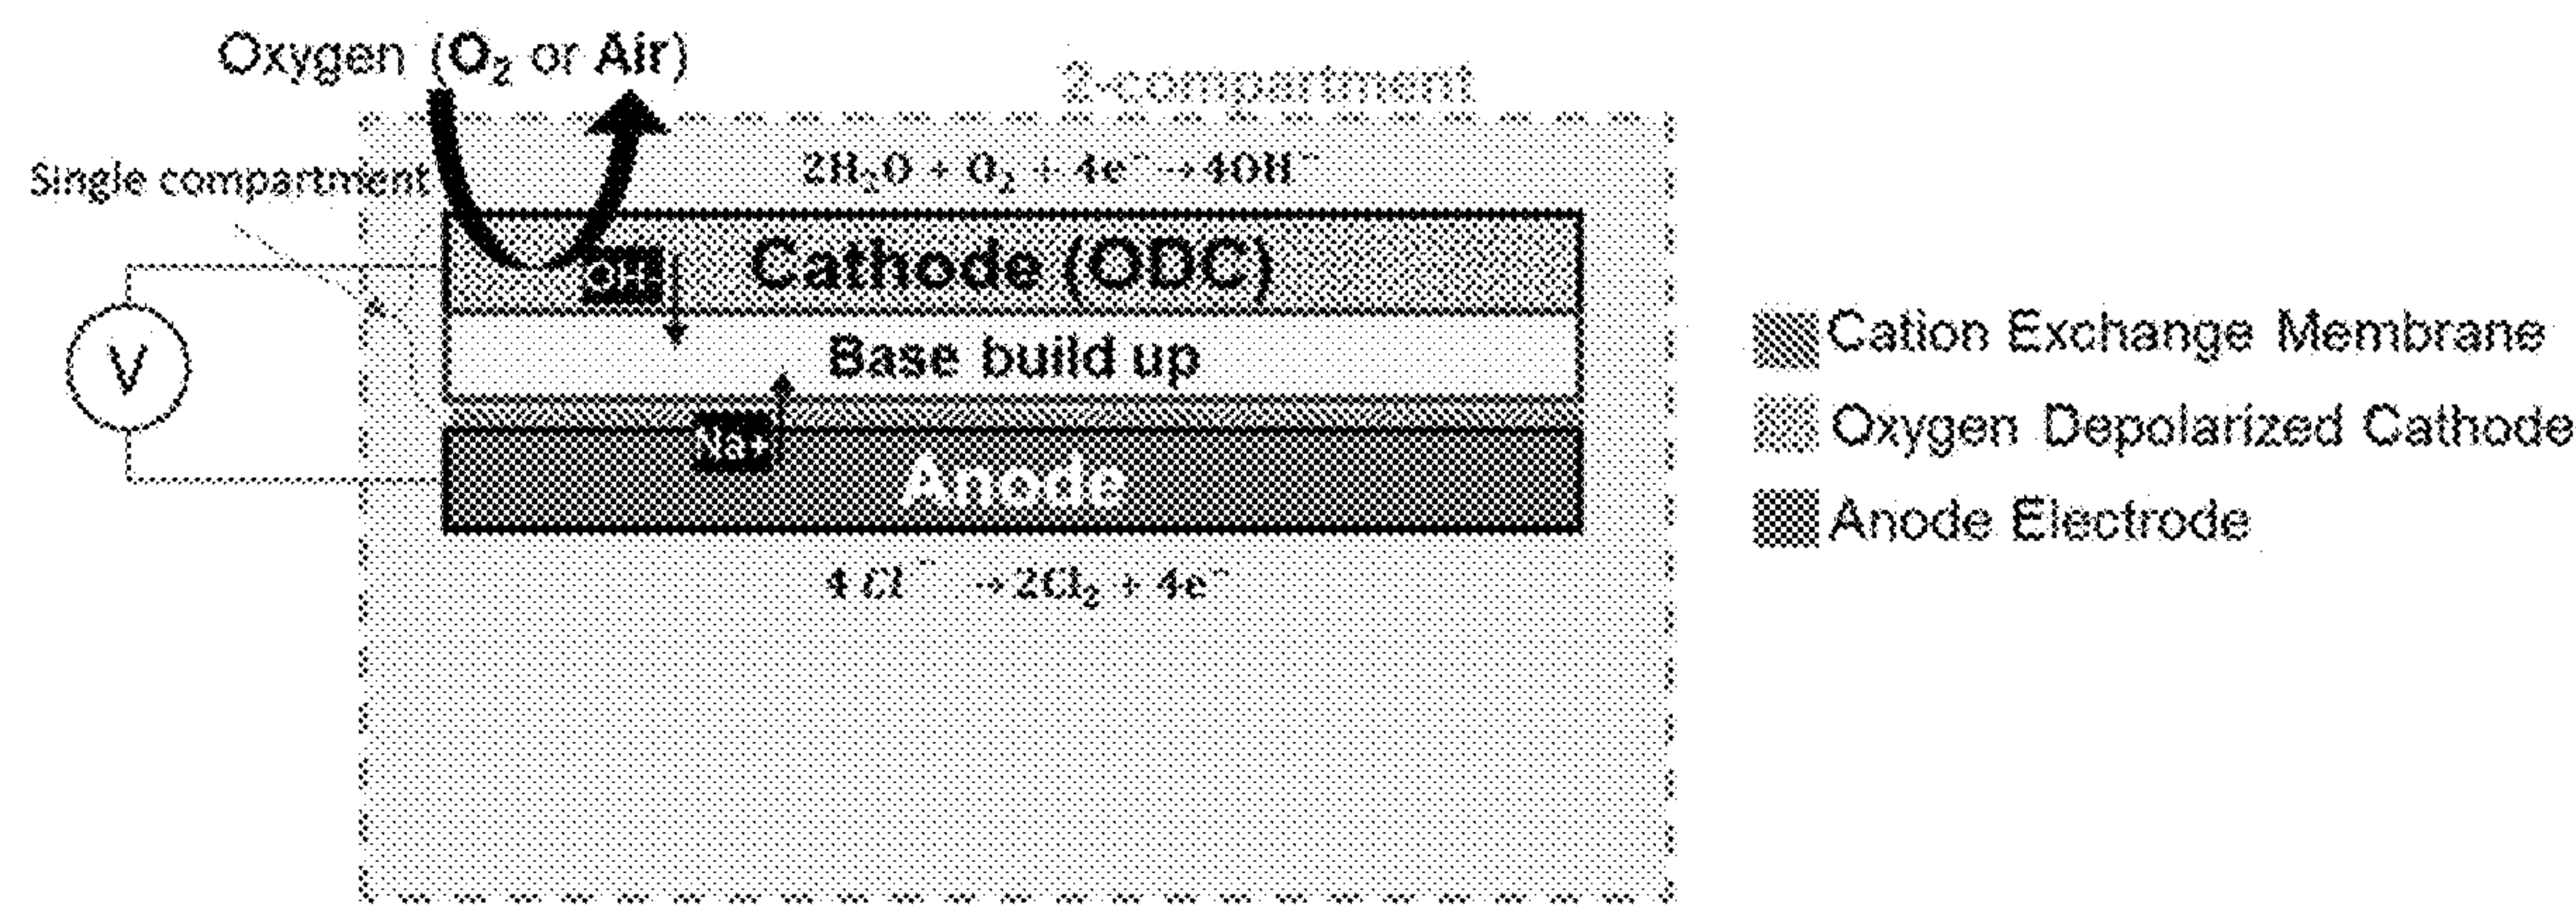 Oxygen (O₂ or Air)
2-compartment
Single compartment
2H₂O + O₂ + 4e⁻ → 4OH⁻
Cathode (ODC)
V
Base build up
Na+
Anode
4 Cl⁻ → 2Cl₂ + 4e⁻
Cation Exchange Membrane
Oxygen Depolarized Cathode
Anode Electrode